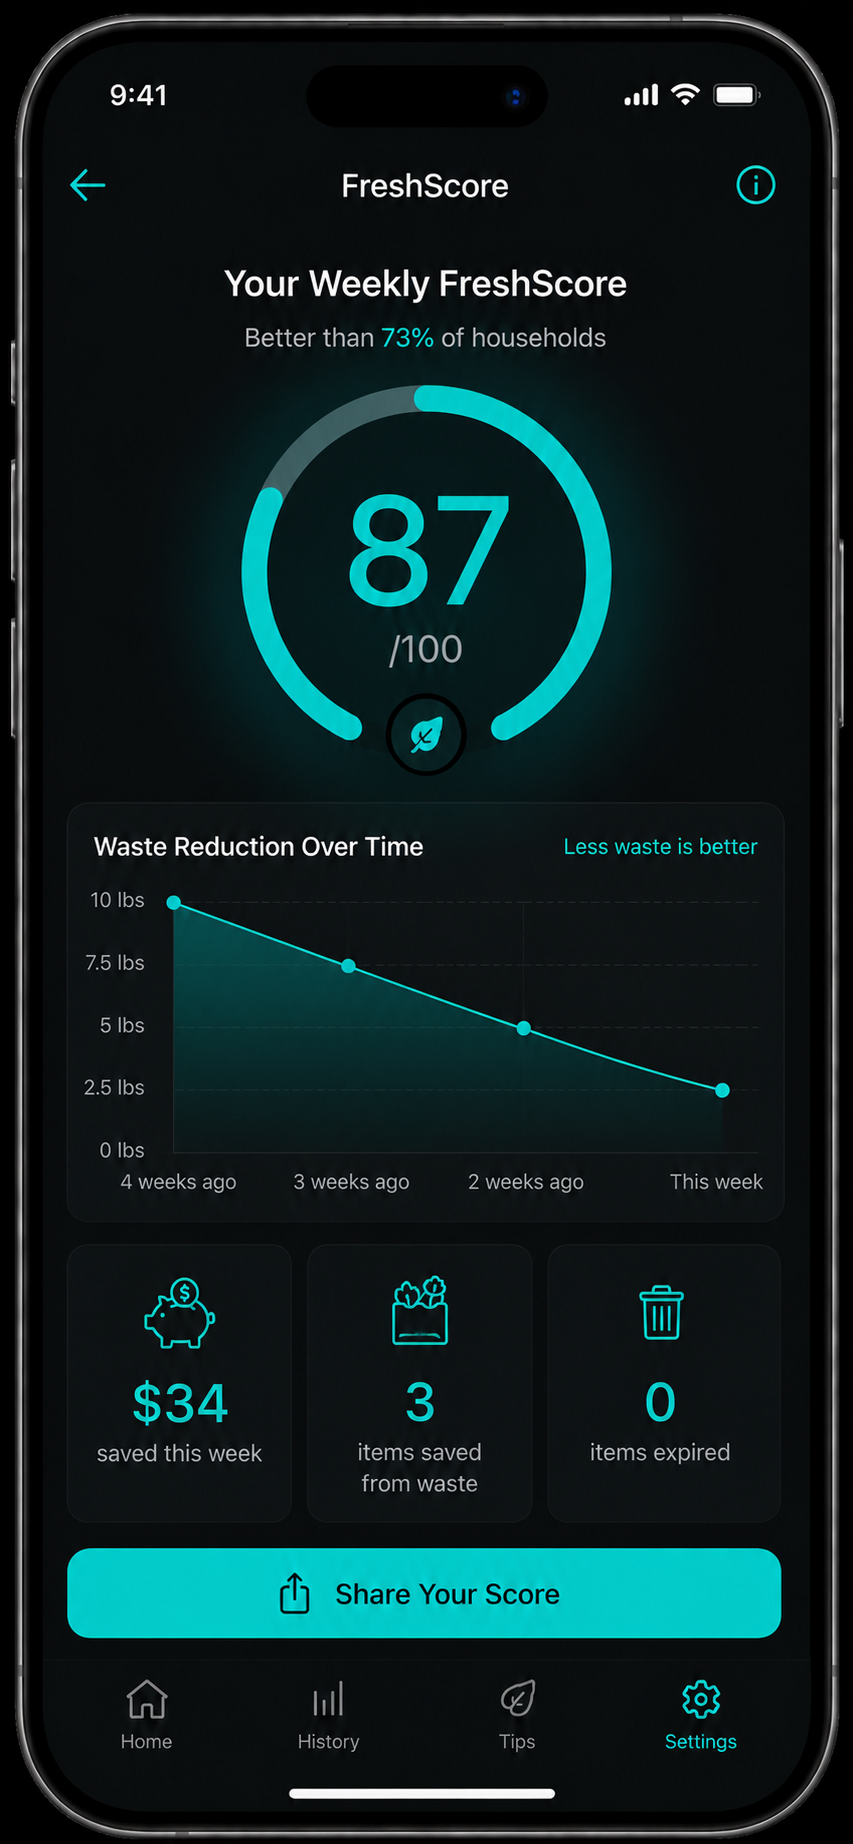 9:41
FreshScore
Your Weekly FreshScore
Better than 73% of households
87
/100
Waste Reduction Over Time
Less waste is better
10 lbs
7.5 lbs
5 lbs
2.5 lbs
0 lbs
4 weeks ago
3 weeks ago
2 weeks ago
This week
$
$34
saved this week
3
items saved
from waste
0
items expired
Share Your Score
Home
History
Tips
Settings